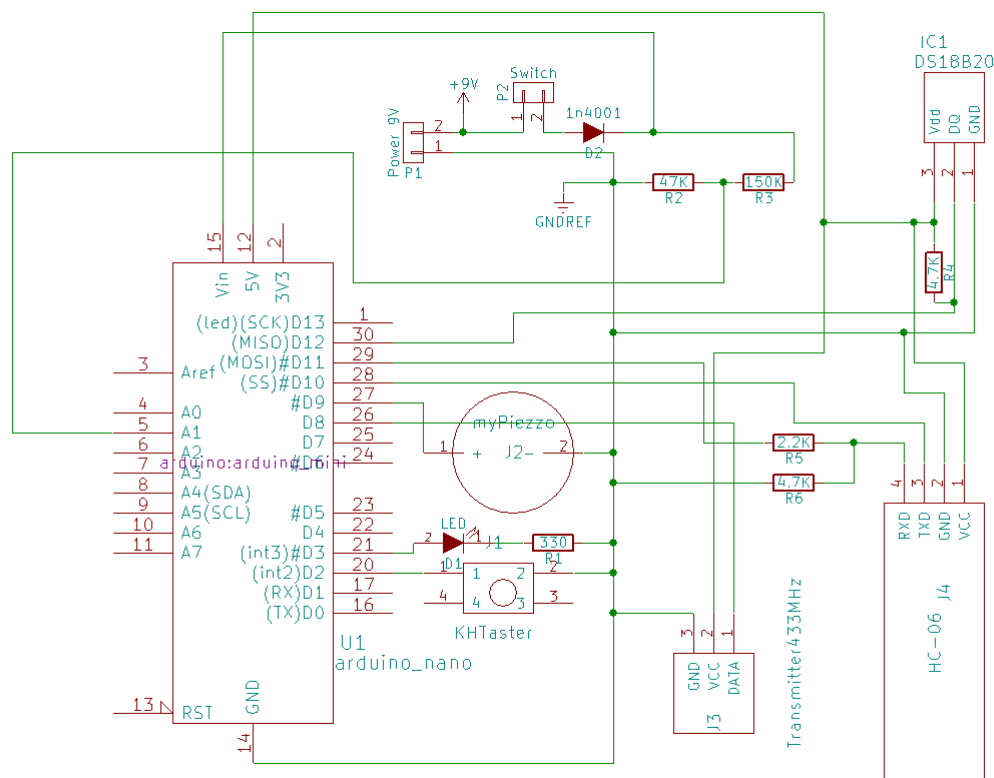 IC1
DS18B20
Vdd
DQ
GND
3
2
1
+9V
Switch
P2
1
2
1n4001
D2
Power 9V
2
1
P1
GNDREF
47K
R2
150K
R3
4.7K
R4
15
12
2
Vin
5V
3V3
(led)(SCK)D13
1
(MISO)D12
30
(MOSI)#D11
29
(SS)#D10
28
#D9
27
D8
26
D7
25
#D6
24
#D5
23
D4
22
(int3)#D3
21
(int2)D2
20
(RX)D1
17
(TX)D0
16
3
Aref
4
A0
5
A1
6
A2
7
A3
8
A4(SDA)
9
A5(SCL)
10
A6
11
A7
arduino:arduino_mini
13
RST
GND
14
U1
arduino_nano
myPiezzo
1
+
J2-
2
LED
2
1
J1
D1
330
R1
1
1
2
2
4
4
3
3
KHTaster
2.2K
R5
4.7K
R6
3
2
1
GND
VCC
DATA
J3
Transmitter433MHz
4
3
2
1
RXD
TXD
GND
VCC
HC-06
J4